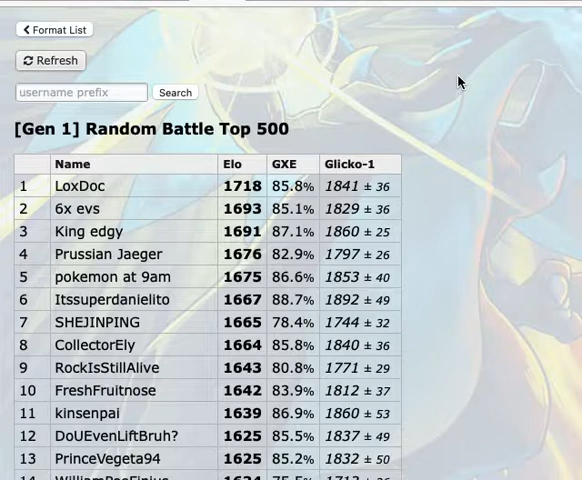 Format List
Refresh
username prefix Search
[Gen 1] Random Battle Top 500
Name Elo GXE Glicko-1
1 LoxDoc 1718 85.8% 1841 ± 36
2 6x evs 1693 85.1% 1829 ± 36
3 King edgy 1691 87.1% 1860 ± 25
4 Prussian Jaeger 1676 82.9% 1797 ± 26
5 pokemon at 9am 1675 86.6% 1853 ± 40
6 Itssuperdanielito 1667 88.7% 1892 ± 49
7 SHEJINPING 1665 78.4% 1744 ± 32
8 CollectorEly 1664 85.8% 1840 ± 36
9 RockIsStillAlive 1643 80.8% 1771 ± 29
10 FreshFruitnose 1642 83.9% 1812 ± 37
11 kinsenpai 1639 86.9% 1860 ± 53
12 DoUEvenLiftBruh? 1625 85.5% 1837 ± 49
13 PrinceVegeta94 1625 85.2% 1832 ± 50
14